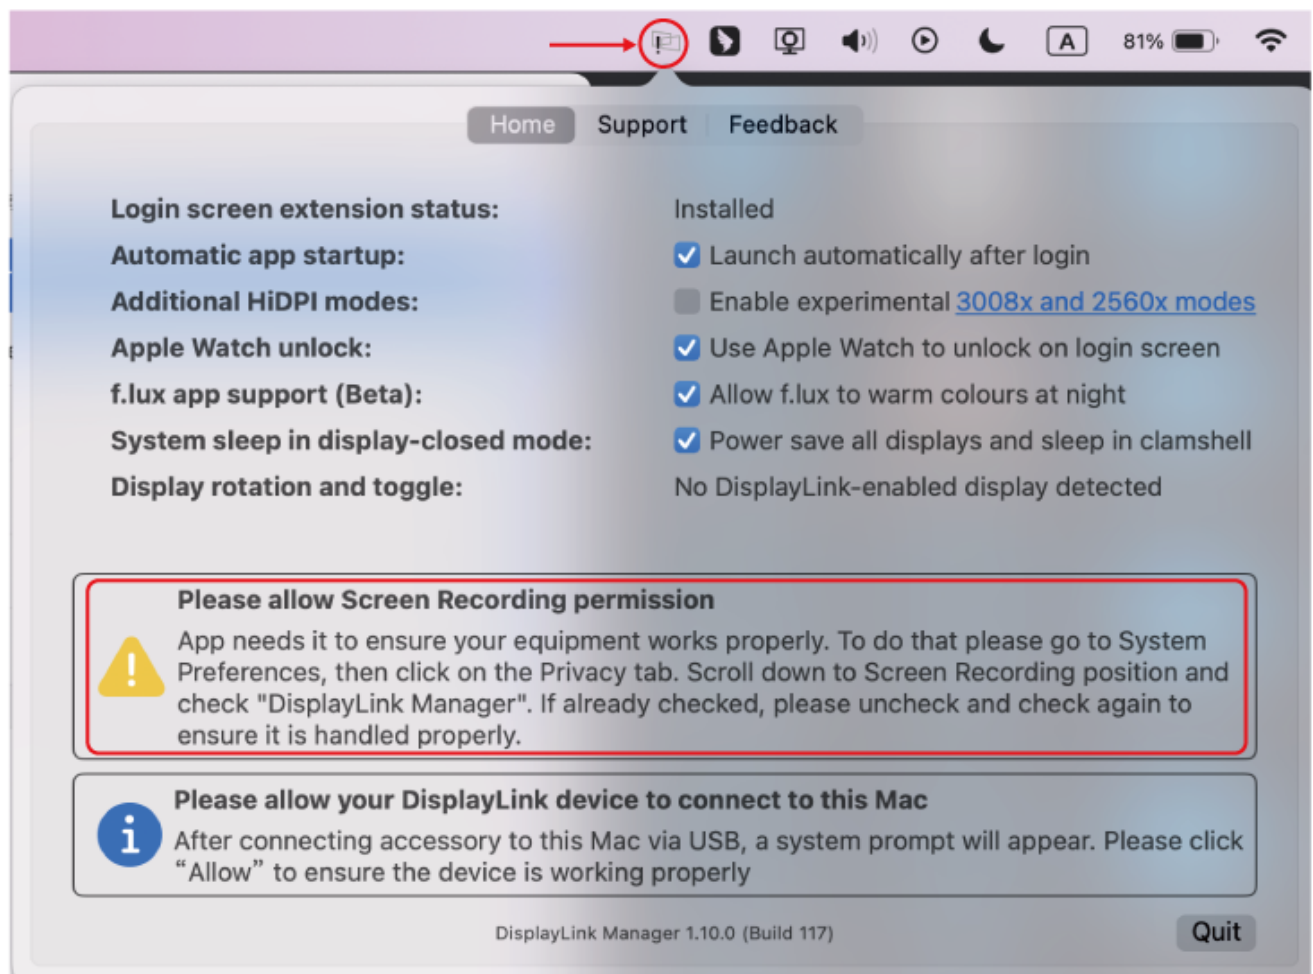 A 81%
Home Support Feedback
Login screen extension status: Installed
Automatic app startup: Launch automatically after login
Additional HiDPI modes: Enable experimental 3008x and 2560x modes
Apple Watch unlock: Use Apple Watch to unlock on login screen
f.lux app support (Beta): Allow f.lux to warm colours at night
System sleep in display-closed mode: Power save all displays and sleep in clamshell
Display rotation and toggle: No DisplayLink-enabled display detected
Please allow Screen Recording permission
App needs it to ensure your equipment works properly. To do that please go to System
Preferences, then click on the Privacy tab. Scroll down to Screen Recording position and
check "DisplayLink Manager". If already checked, please uncheck and check again to
ensure it is handled properly.
Please allow your DisplayLink device to connect to this Mac
After connecting accessory to this Mac via USB, a system prompt will appear. Please click
“Allow” to ensure the device is working properly
DisplayLink Manager 1.10.0 (Build 117)
Quit